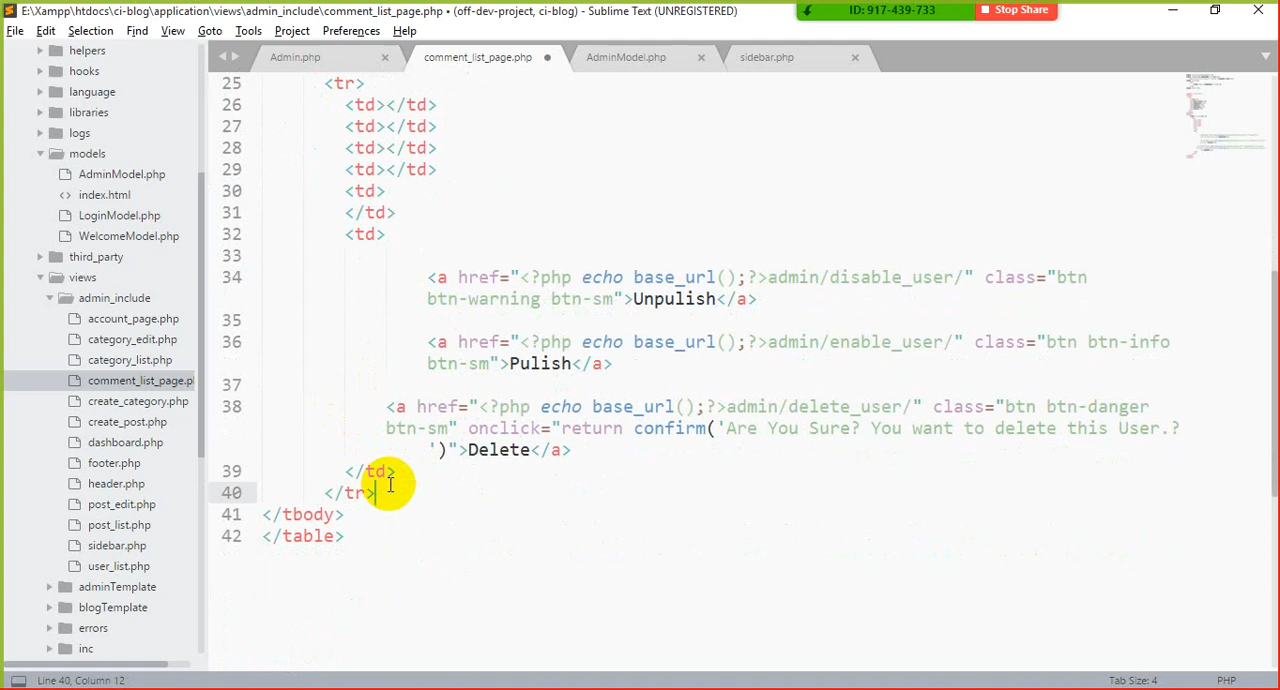 E:\Xampp\htdocs\ci-blog\application\views\admin_include\comment_list_page.php • (off-dev-project, ci-blog) - Sublime Text (UNREGISTERED)
ID: 917-439-733
Stop Share
File Edit Selection Find View Goto Tools Project Preferences Help
Admin.php
comment_list_page.php
AdminModel.php
sidebar.php
helpers
hooks
language
libraries
logs
models
AdminModel.php
index.html
LoginModel.php
WelcomeModel.php
third_party
views
admin_include
account_page.php
category_edit.php
category_list.php
comment_list_page.pl
create_category.php
create_post.php
dashboard.php
footer.php
header.php
post_edit.php
post_list.php
sidebar.php
user_list.php
adminTemplate
blogTemplate
errors
inc
25 <tr>
26 <td></td>
27 <td></td>
28 <td></td>
29 <td></td>
30 <td>
31 </td>
32 <td>
33
34 <a href="<?php echo base_url();?>admin/disable_user/" class="btn
btn-warning btn-sm">Unpulish</a>
35
36 <a href="<?php echo base_url();?>admin/enable_user/" class="btn btn-info
btn-sm">Pulish</a>
37
38 <a href="<?php echo base_url();?>admin/delete_user/" class="btn btn-danger
btn-sm" onclick="return confirm('Are You Sure? You want to delete this User.?
')">Delete</a>
39 </td>
40 </tr>
41 </tbody>
42 </table>
Line 40, Column 12
Tab Size: 4
PHP